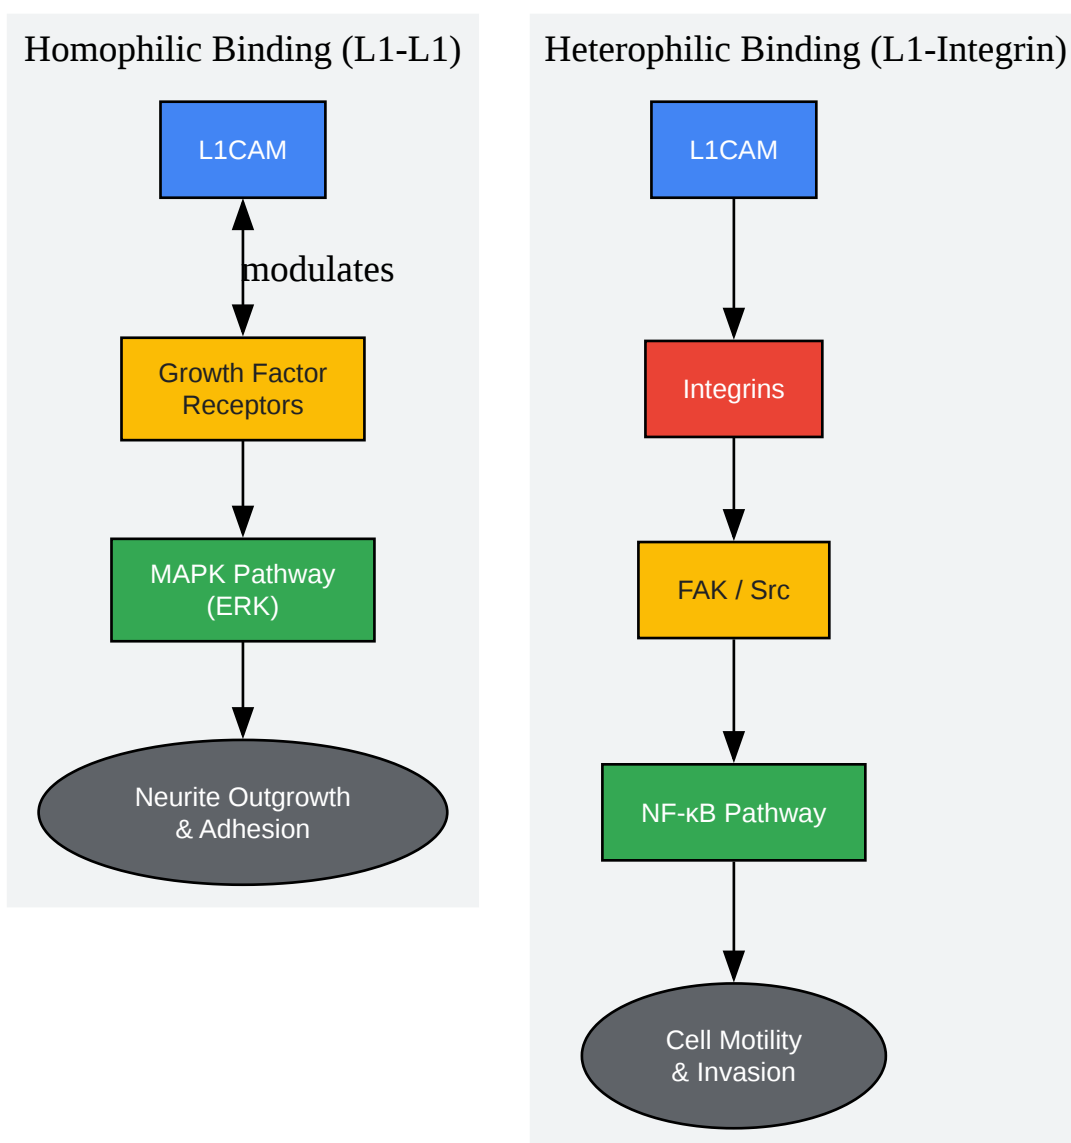 Homophilic Binding (L1-L1)
L1CAM
modulates
Growth Factor
Receptors
MAPK Pathway
(ERK)
Neurite Outgrowth
& Adhesion
Heterophilic Binding (L1-Integrin)
L1CAM
Integrins
FAK / Src
NF-κB Pathway
Cell Motility
& Invasion